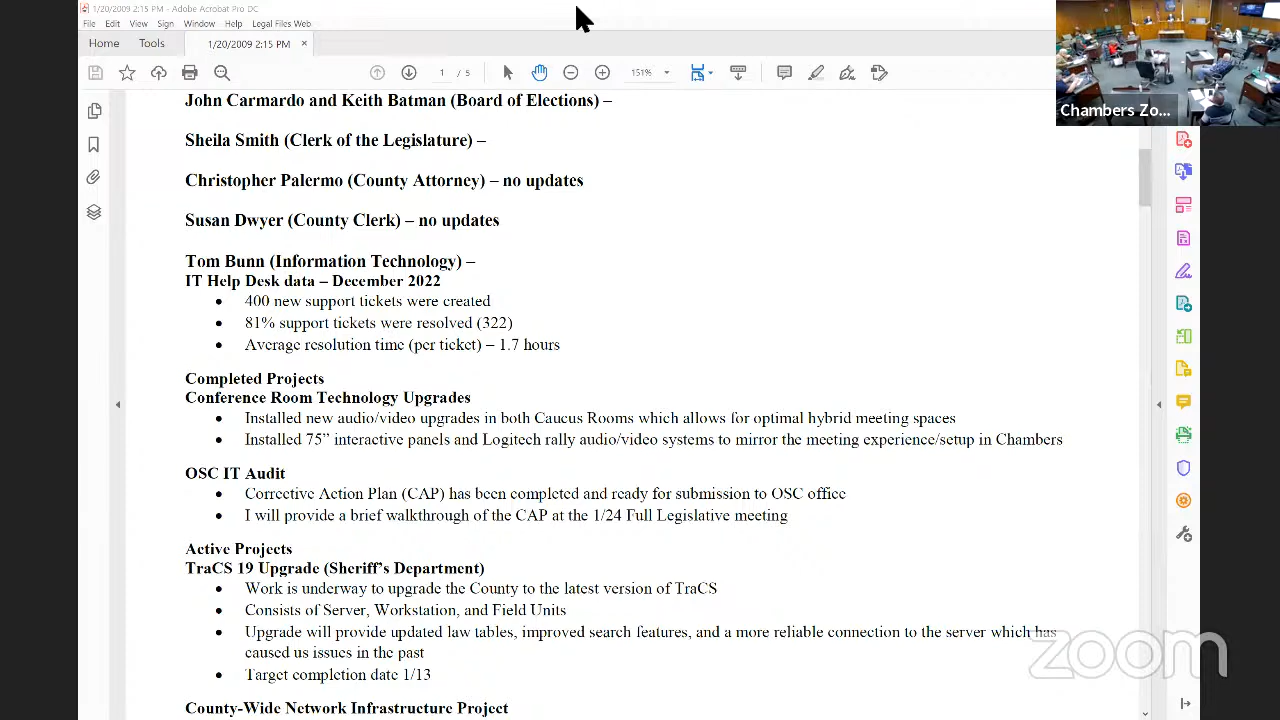 1/20/2009 2:15 PM - Adobe Acrobat Pro DC
File Edit View Sign Window Help Legal Files Web
Home Tools 1/20/2009 2:15 PM ×
1 / 5 151%
Chambers Zo...
John Carmardo and Keith Batman (Board of Elections) –
Sheila Smith (Clerk of the Legislature) –
Christopher Palermo (County Attorney) – no updates
Susan Dwyer (County Clerk) – no updates
Tom Bunn (Information Technology) –
IT Help Desk data – December 2022
• 400 new support tickets were created
• 81% support tickets were resolved (322)
• Average resolution time (per ticket) – 1.7 hours
Completed Projects
Conference Room Technology Upgrades
• Installed new audio/video upgrades in both Caucus Rooms which allows for optimal hybrid meeting spaces
• Installed 75” interactive panels and Logitech rally audio/video systems to mirror the meeting experience/setup in Chambers
OSC IT Audit
• Corrective Action Plan (CAP) has been completed and ready for submission to OSC office
• I will provide a brief walkthrough of the CAP at the 1/24 Full Legislative meeting
Active Projects
TraCS 19 Upgrade (Sheriff’s Department)
• Work is underway to upgrade the County to the latest version of TraCS
• Consists of Server, Workstation, and Field Units
• Upgrade will provide updated law tables, improved search features, and a more reliable connection to the server which has
caused us issues in the past
• Target completion date 1/13
County-Wide Network Infrastructure Project
zoom